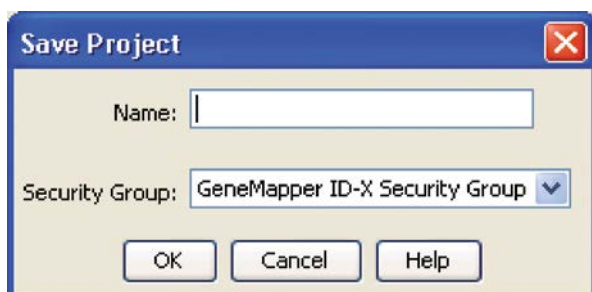 Save Project
Name:
Security Group: GeneMapper ID-X Security Group
OK Cancel Help